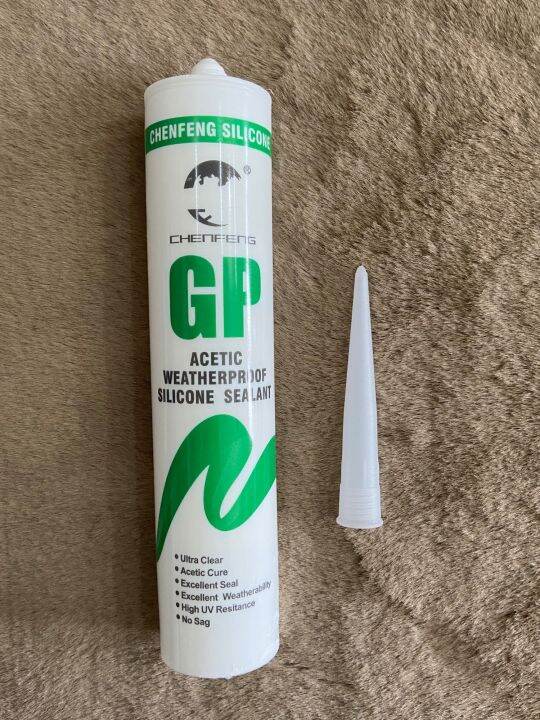 CHENFENG SILICONE
®
CHENFENG
GP
ACETIC
WEATHERPROOF
SILICONE SEALANT
• Ultra Clear
• Acetic Cure
• Excellent Seal
• Excellent Weatherability
• High UV Resitance
• No Sag